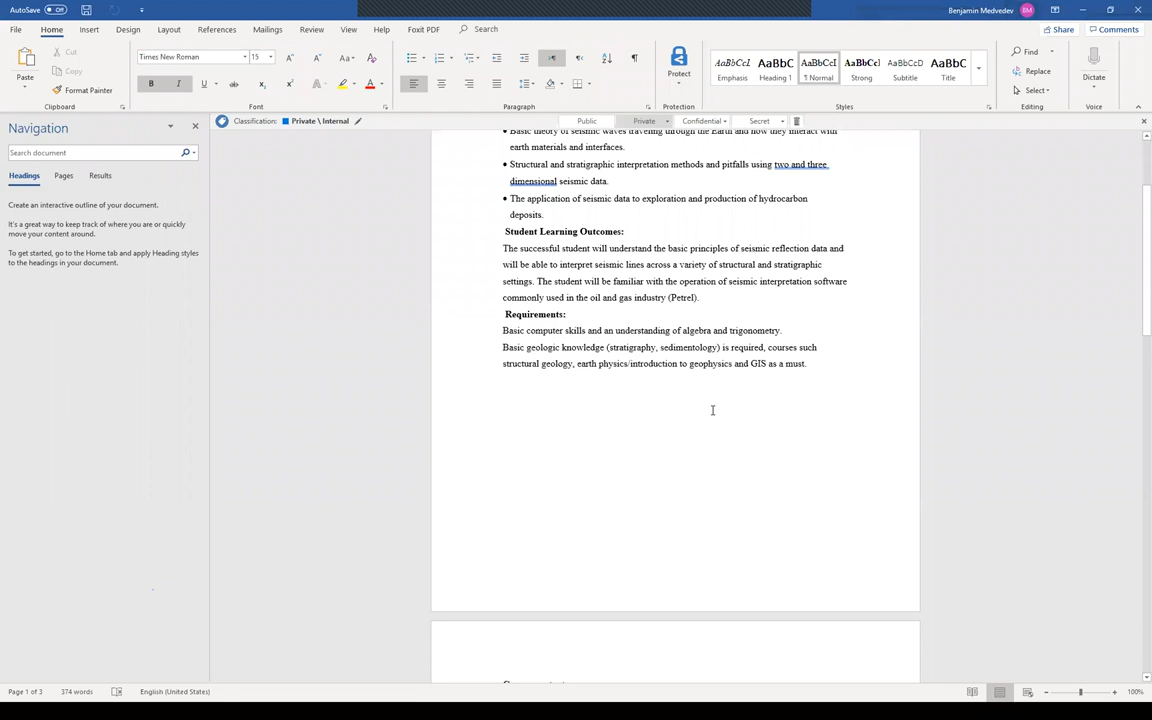 AutoSave Off
Benjamin Medvedev BM
File Home Insert Design Layout References Mailings Review View Help Foxit PDF Search
Share Comments
Paste
Cut
Copy
Format Painter
Clipboard
Times New Roman 15
Font
Paragraph
Protect
Protection
AaBbCcL Emphasis
AaBbC Heading 1
AaBbCcI ¶ Normal
AaBbCcl Strong
AaBbCcD Subtitle
AaBbC Title
Styles
Find
Replace
Select
Editing
Dictate
Voice
Navigation
Search document
Headings Pages Results
Create an interactive outline of your document.
It's a great way to keep track of where you are or quickly
move your content around.
To get started, go to the Home tab and apply Heading styles
to the headings in your document.
Classification: Private \ Internal Public Private Confidential Secret
• Basic theory of seismic waves traveling through the Earth and how they interact with
earth materials and interfaces.
• Structural and stratigraphic interpretation methods and pitfalls using two and three
dimensional seismic data.
• The application of seismic data to exploration and production of hydrocarbon
deposits.
Student Learning Outcomes:
The successful student will understand the basic principles of seismic reflection data and
will be able to interpret seismic lines across a variety of structural and stratigraphic
settings. The student will be familiar with the operation of seismic interpretation software
commonly used in the oil and gas industry (Petrel).
Requirements:
Basic computer skills and an understanding of algebra and trigonometry.
Basic geologic knowledge (stratigraphy, sedimentology) is required, courses such
structural geology, earth physics/introduction to geophysics and GIS as a must.
Page 1 of 3 374 words English (United States) 100%